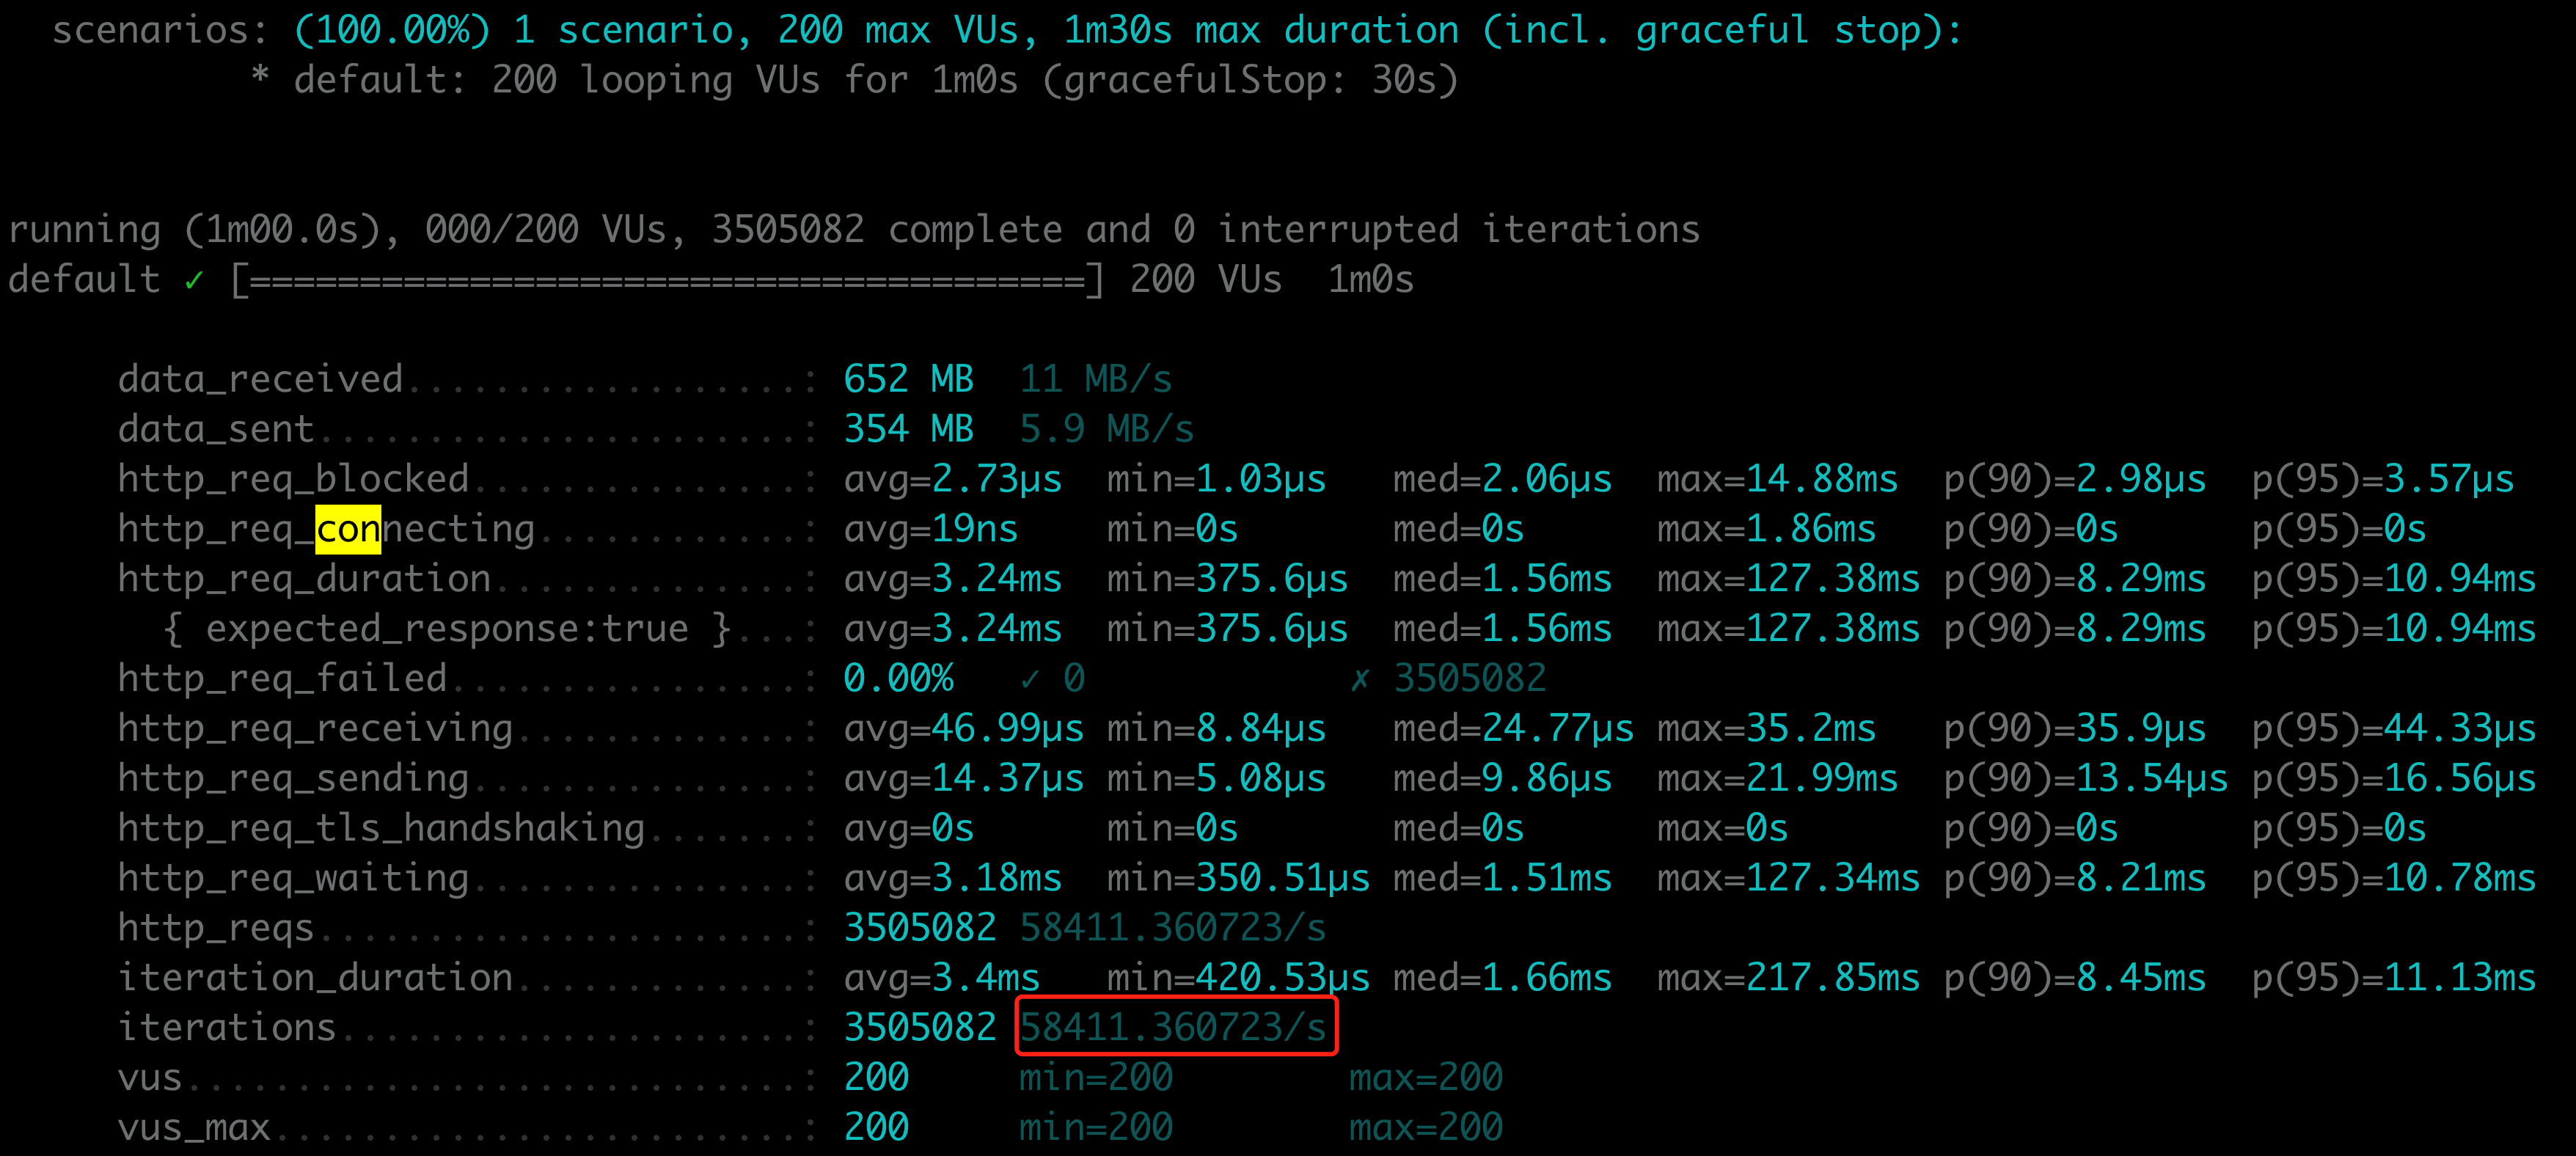 scenarios: (100.00%) 1 scenario, 200 max VUs, 1m30s max duration (incl. graceful stop):
* default: 200 looping VUs for 1m0s (gracefulStop: 30s)
running (1m00.0s), 000/200 VUs, 3505082 complete and 0 interrupted iterations
default ✓ [======================================] 200 VUs  1m0s
data_received..................: 652 MB  11 MB/s
data_sent......................: 354 MB  5.9 MB/s
http_req_blocked...............: avg=2.73µs  min=1.03µs   med=2.06µs  max=14.88ms  p(90)=2.98µs  p(95)=3.57µs
http_req_connecting............: avg=19ns    min=0s       med=0s      max=1.86ms   p(90)=0s      p(95)=0s
http_req_duration..............: avg=3.24ms  min=375.6µs  med=1.56ms  max=127.38ms p(90)=8.29ms  p(95)=10.94ms
{ expected_response:true }...: avg=3.24ms  min=375.6µs  med=1.56ms  max=127.38ms p(90)=8.29ms  p(95)=10.94ms
http_req_failed................: 0.00%   ✓ 0            ✗ 3505082
http_req_receiving.............: avg=46.99µs min=8.84µs   med=24.77µs max=35.2ms   p(90)=35.9µs  p(95)=44.33µs
http_req_sending...............: avg=14.37µs min=5.08µs   med=9.86µs  max=21.99ms  p(90)=13.54µs p(95)=16.56µs
http_req_tls_handshaking.......: avg=0s      min=0s       med=0s      max=0s       p(90)=0s      p(95)=0s
http_req_waiting...............: avg=3.18ms  min=350.51µs med=1.51ms  max=127.34ms p(90)=8.21ms  p(95)=10.78ms
http_reqs......................: 3505082 58411.360723/s
iteration_duration.............: avg=3.4ms   min=420.53µs med=1.66ms  max=217.85ms p(90)=8.45ms  p(95)=11.13ms
iterations.....................: 3505082 58411.360723/s
vus............................: 200     min=200        max=200
vus_max........................: 200     min=200        max=200